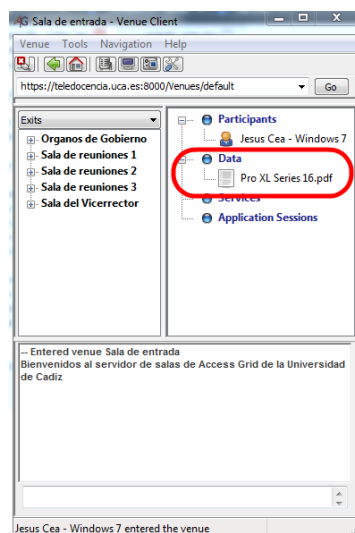 Sala de entrada - Venue Client
Venue Tools Navigation Help
https://teledocencia.uca.es:8000/Venues/default Go
Exits
Organos de Gobierno
Sala de reuniones 1
Sala de reuniones 2
Sala de reuniones 3
Sala del Vicerrector
Participants
Jesus Cea - Windows 7
Data
Pro XL Series 16.pdf
Services
Application Sessions
-- Entered venue Sala de entrada
Bienvenidos al servidor de salas de Access Grid de la Universidad
de Cadiz
Jesus Cea - Windows 7 entered the venue